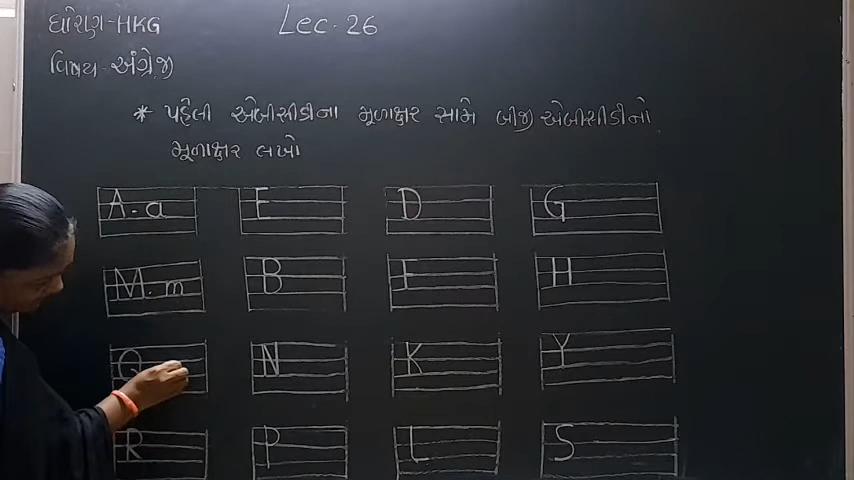 ધોરણ-HKG
Lec-26
વિષય-અંગ્રેજી
* પહેલી એબીસીડીના મૂળાક્ષર સામે બીજી એબીસીડીનો
મૂળાક્ષર લખો
A-a E D G
M-m B F H
Q N K Y
R P L S